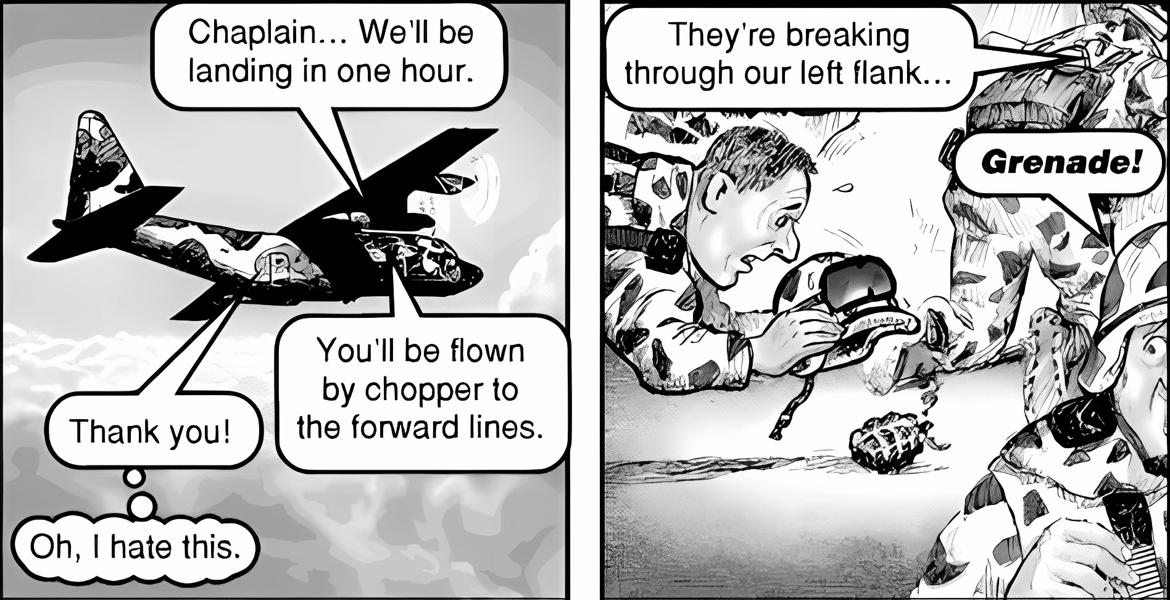 Chaplain... We'll be
landing in one hour.
You'll be flown
by chopper to
the forward lines.
Thank you!
Oh, I hate this.
They're breaking
through our left flank...
Grenade!